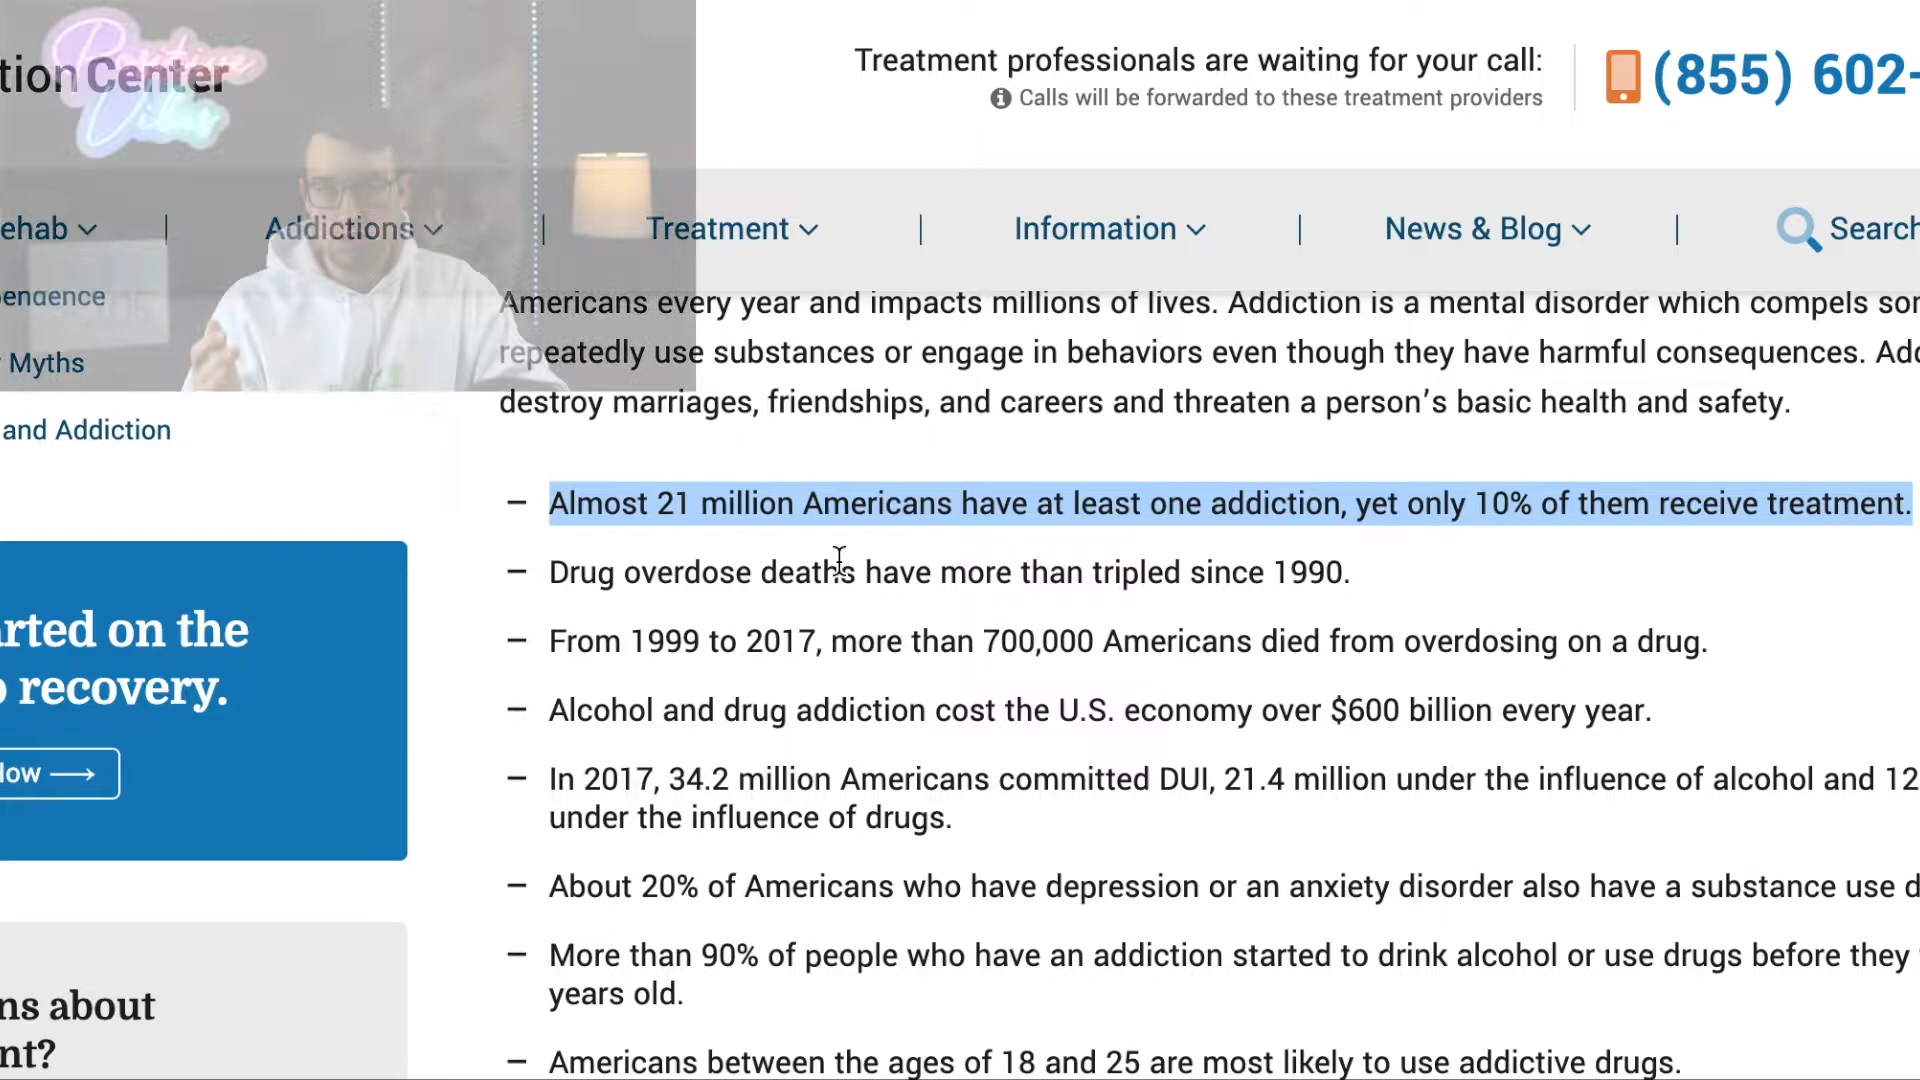 Positive
Vibes
tion Center
Treatment professionals are waiting for your call:
Calls will be forwarded to these treatment providers
(855) 602-
ehab
Addictions
Treatment
Information
News & Blog
Search
endence
Myths
and Addiction
Americans every year and impacts millions of lives. Addiction is a mental disorder which compels
repeatedly use substances or engage in behaviors even though they have harmful consequences.
destroy marriages, friendships, and careers and threaten a person's basic health and safety.
– Almost 21 million Americans have at least one addiction, yet only 10% of them receive treatment.
– Drug overdose deaths have more than tripled since 1990.
– From 1999 to 2017, more than 700,000 Americans died from overdosing on a drug.
– Alcohol and drug addiction cost the U.S. economy over $600 billion every year.
– In 2017, 34.2 million Americans committed DUI, 21.4 million under the influence of alcohol and 12
under the influence of drugs.
– About 20% of Americans who have depression or an anxiety disorder also have a substance use d
– More than 90% of people who have an addiction started to drink alcohol or use drugs before they
years old.
– Americans between the ages of 18 and 25 are most likely to use addictive drugs.
arted on the
o recovery.
low →
ns about
nt?